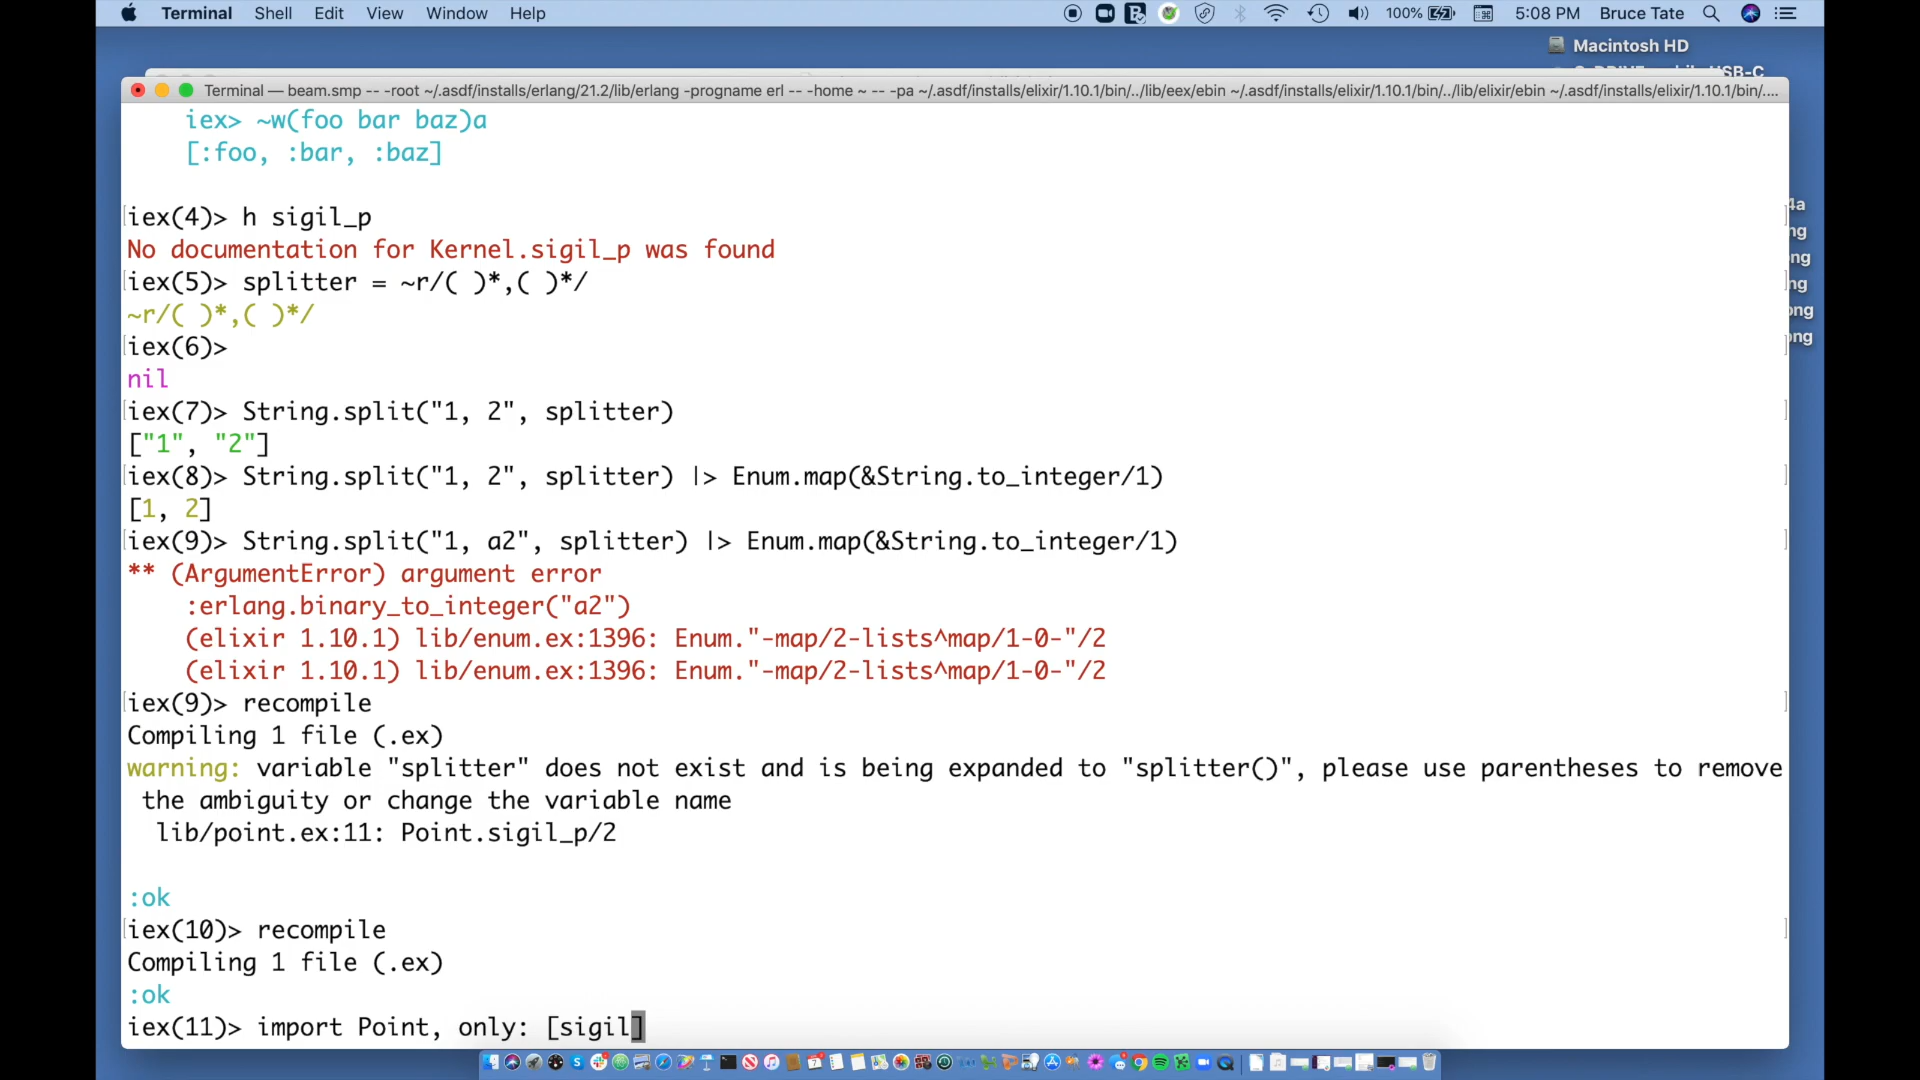 Terminal Shell Edit View Window Help 100% 5:08 PM Bruce Tate
Macintosh HD
USB-C
Terminal — beam.smp -- -root ~/.asdf/installs/erlang/21.2/lib/erlang -progname erl -- -home ~ -- -pa ~/.asdf/installs/elixir/1.10.1/bin/../lib/eex/ebin ~/.asdf/installs/elixir/1.10.1/bin/../lib/elixir/ebin ~/.asdf/installs/elixir/1.10.1/bin/....
iex> ~w(foo bar baz)a
[:foo, :bar, :baz]
iex(4)> h sigil_p
No documentation for Kernel.sigil_p was found
iex(5)> splitter = ~r/( )*,( )*/
~r/( )*,( )*/
iex(6)>
nil
iex(7)> String.split("1, 2", splitter)
["1", "2"]
iex(8)> String.split("1, 2", splitter) |> Enum.map(&String.to_integer/1)
[1, 2]
iex(9)> String.split("1, a2", splitter) |> Enum.map(&String.to_integer/1)
** (ArgumentError) argument error
:erlang.binary_to_integer("a2")
(elixir 1.10.1) lib/enum.ex:1396: Enum."-map/2-lists^map/1-0-"/2
(elixir 1.10.1) lib/enum.ex:1396: Enum."-map/2-lists^map/1-0-"/2
iex(9)> recompile
Compiling 1 file (.ex)
warning: variable "splitter" does not exist and is being expanded to "splitter()", please use parentheses to remove
the ambiguity or change the variable name
lib/point.ex:11: Point.sigil_p/2
:ok
iex(10)> recompile
Compiling 1 file (.ex)
:ok
iex(11)> import Point, only: [sigil]